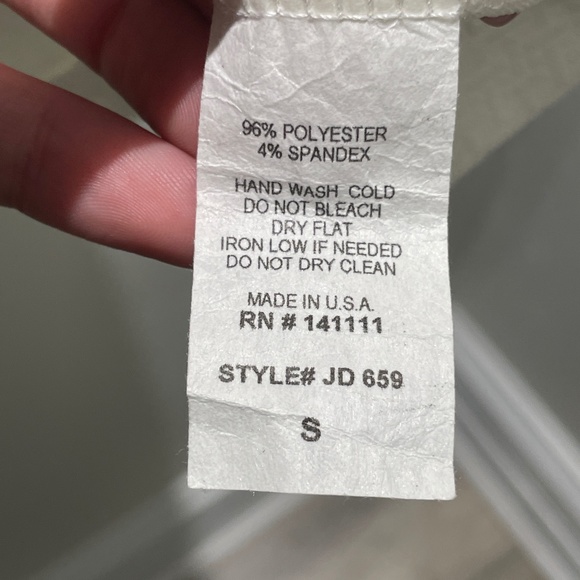 96% POLYESTER
4% SPANDEX
HAND WASH COLD
DO NOT BLEACH
DRY FLAT
IRON LOW IF NEEDED
DO NOT DRY CLEAN
MADE IN U.S.A.
RN # 141111
STYLE# JD 659
S